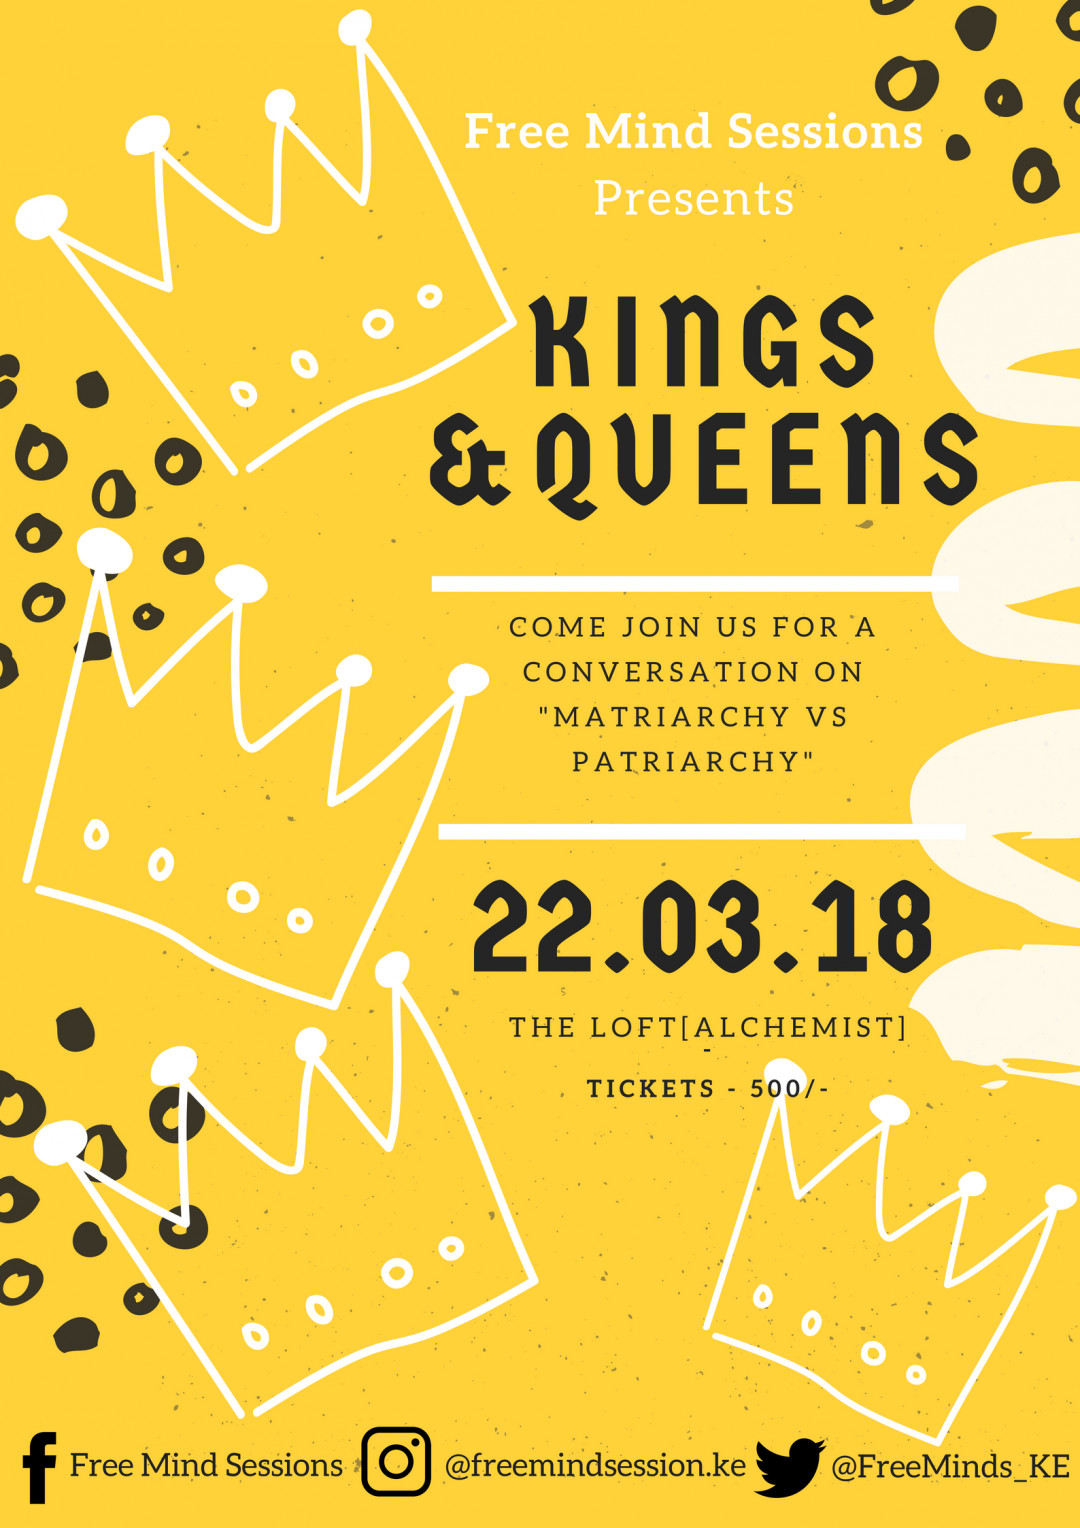 Free Mind Sessions
Presents
KINGS
&QUEENS
COME JOIN US FOR A
CONVERSATION ON
"MATRIARCHY VS
PATRIARCHY"
22.03.18
THE LOFT[ALCHEMIST]
-
TICKETS - 500/-
Free Mind Sessions @freemindsession.ke @FreeMinds_KE